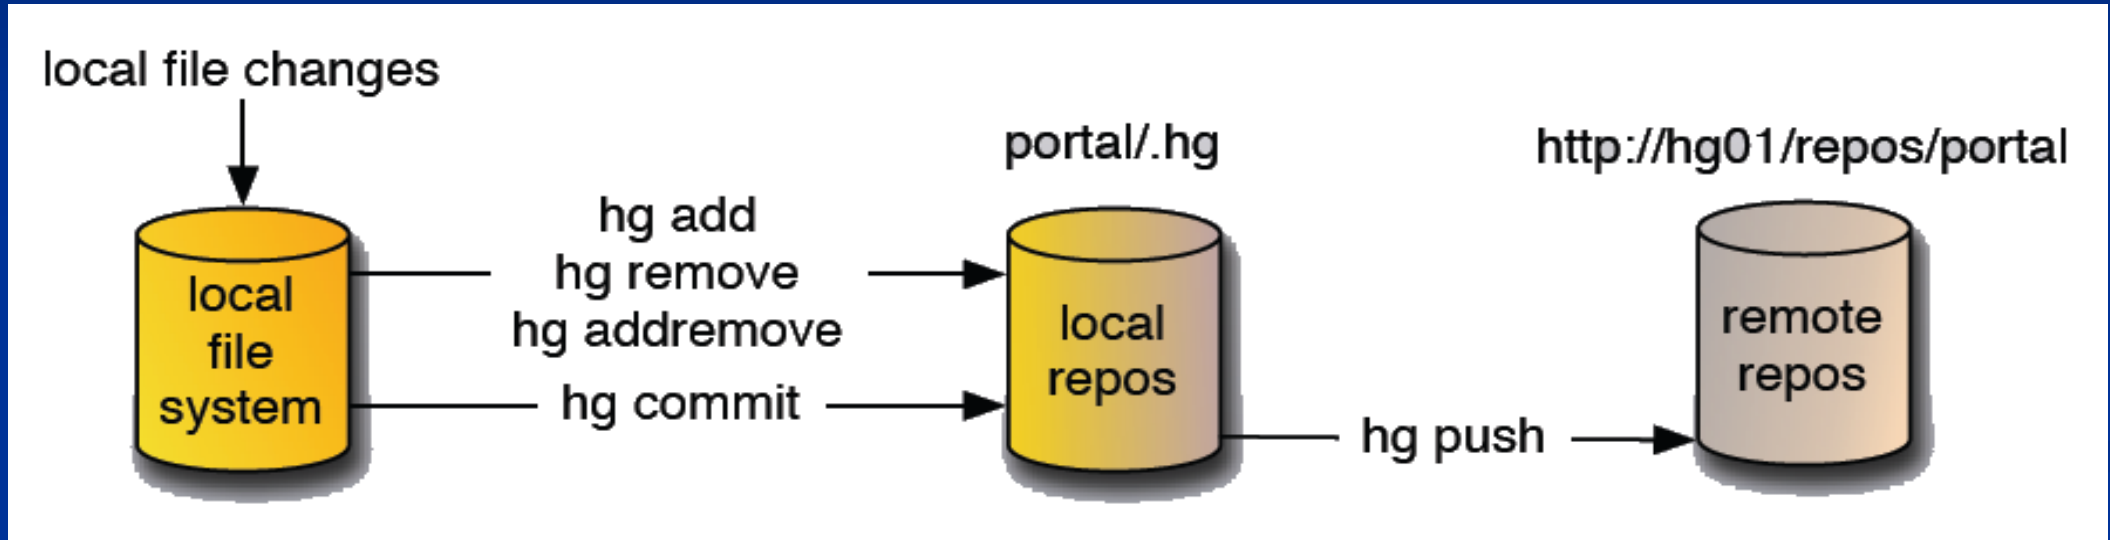 local file changes
portal/.hg
http://hg01/repos/portal
hg add
hg remove
hg addremove
hg commit
hg push
local
file
system
local
repos
remote
repos